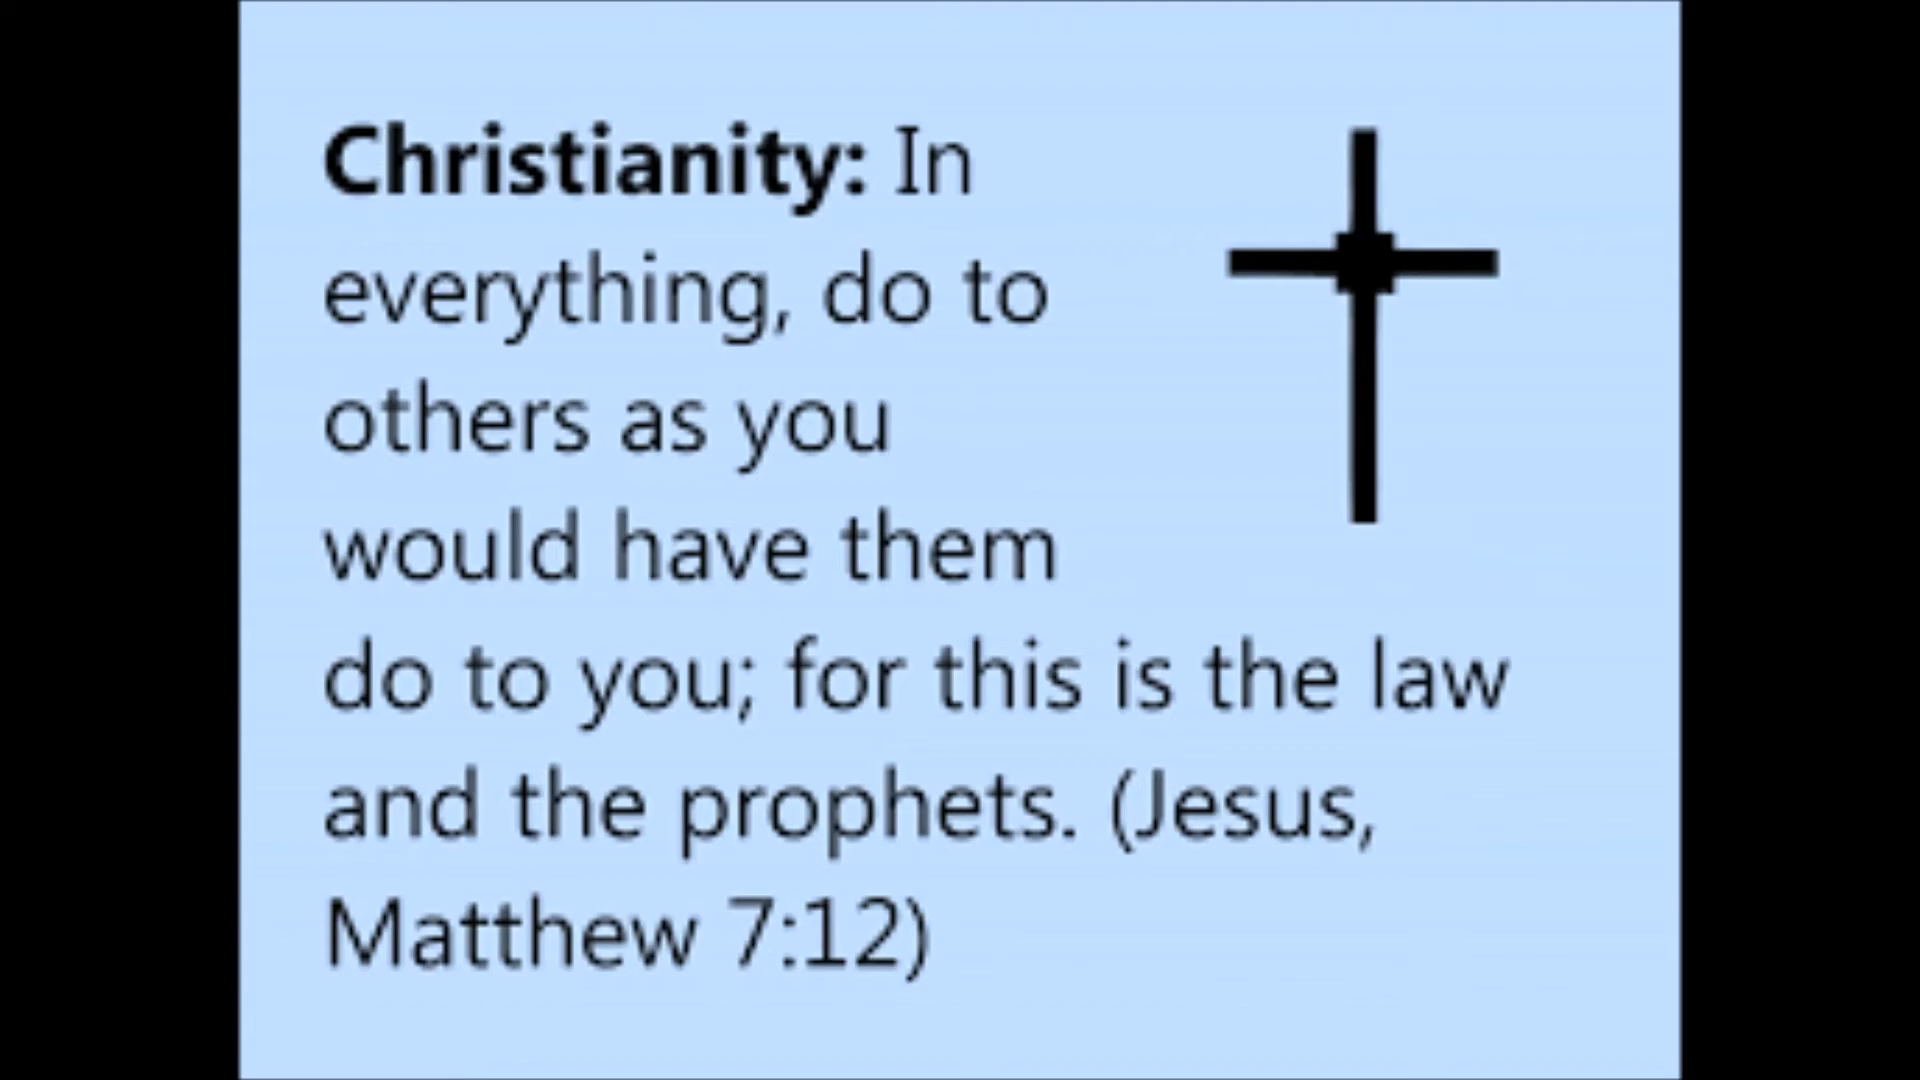 Christianity: In
everything, do to
others as you
would have them
do to you; for this is the law
and the prophets. (Jesus,
Matthew 7:12)